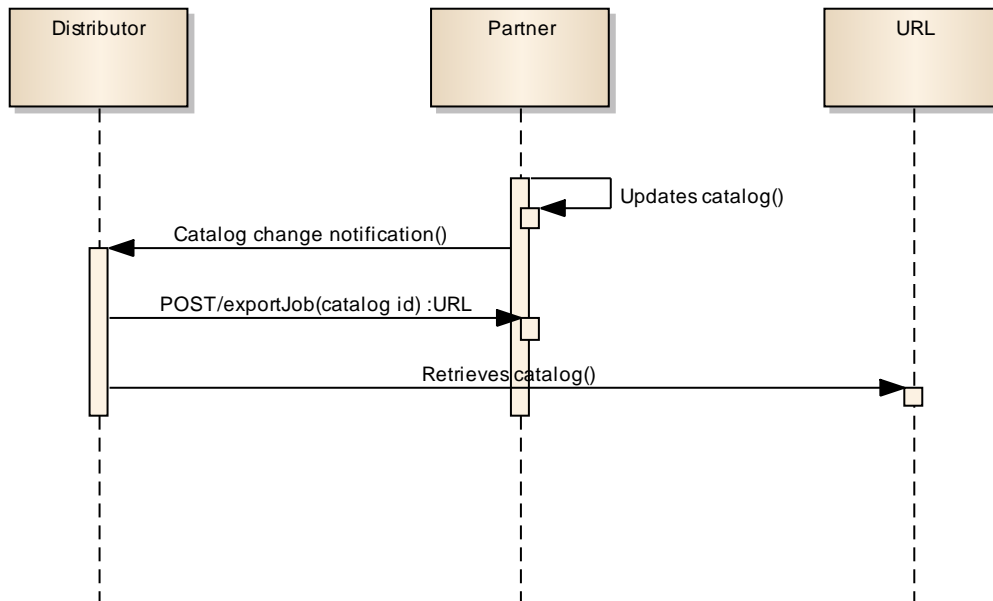 Distributor
Partner
URL
Updates catalog()
Catalog change notification()
POST/exportJob(catalog id) :URL
Retrieves catalog()